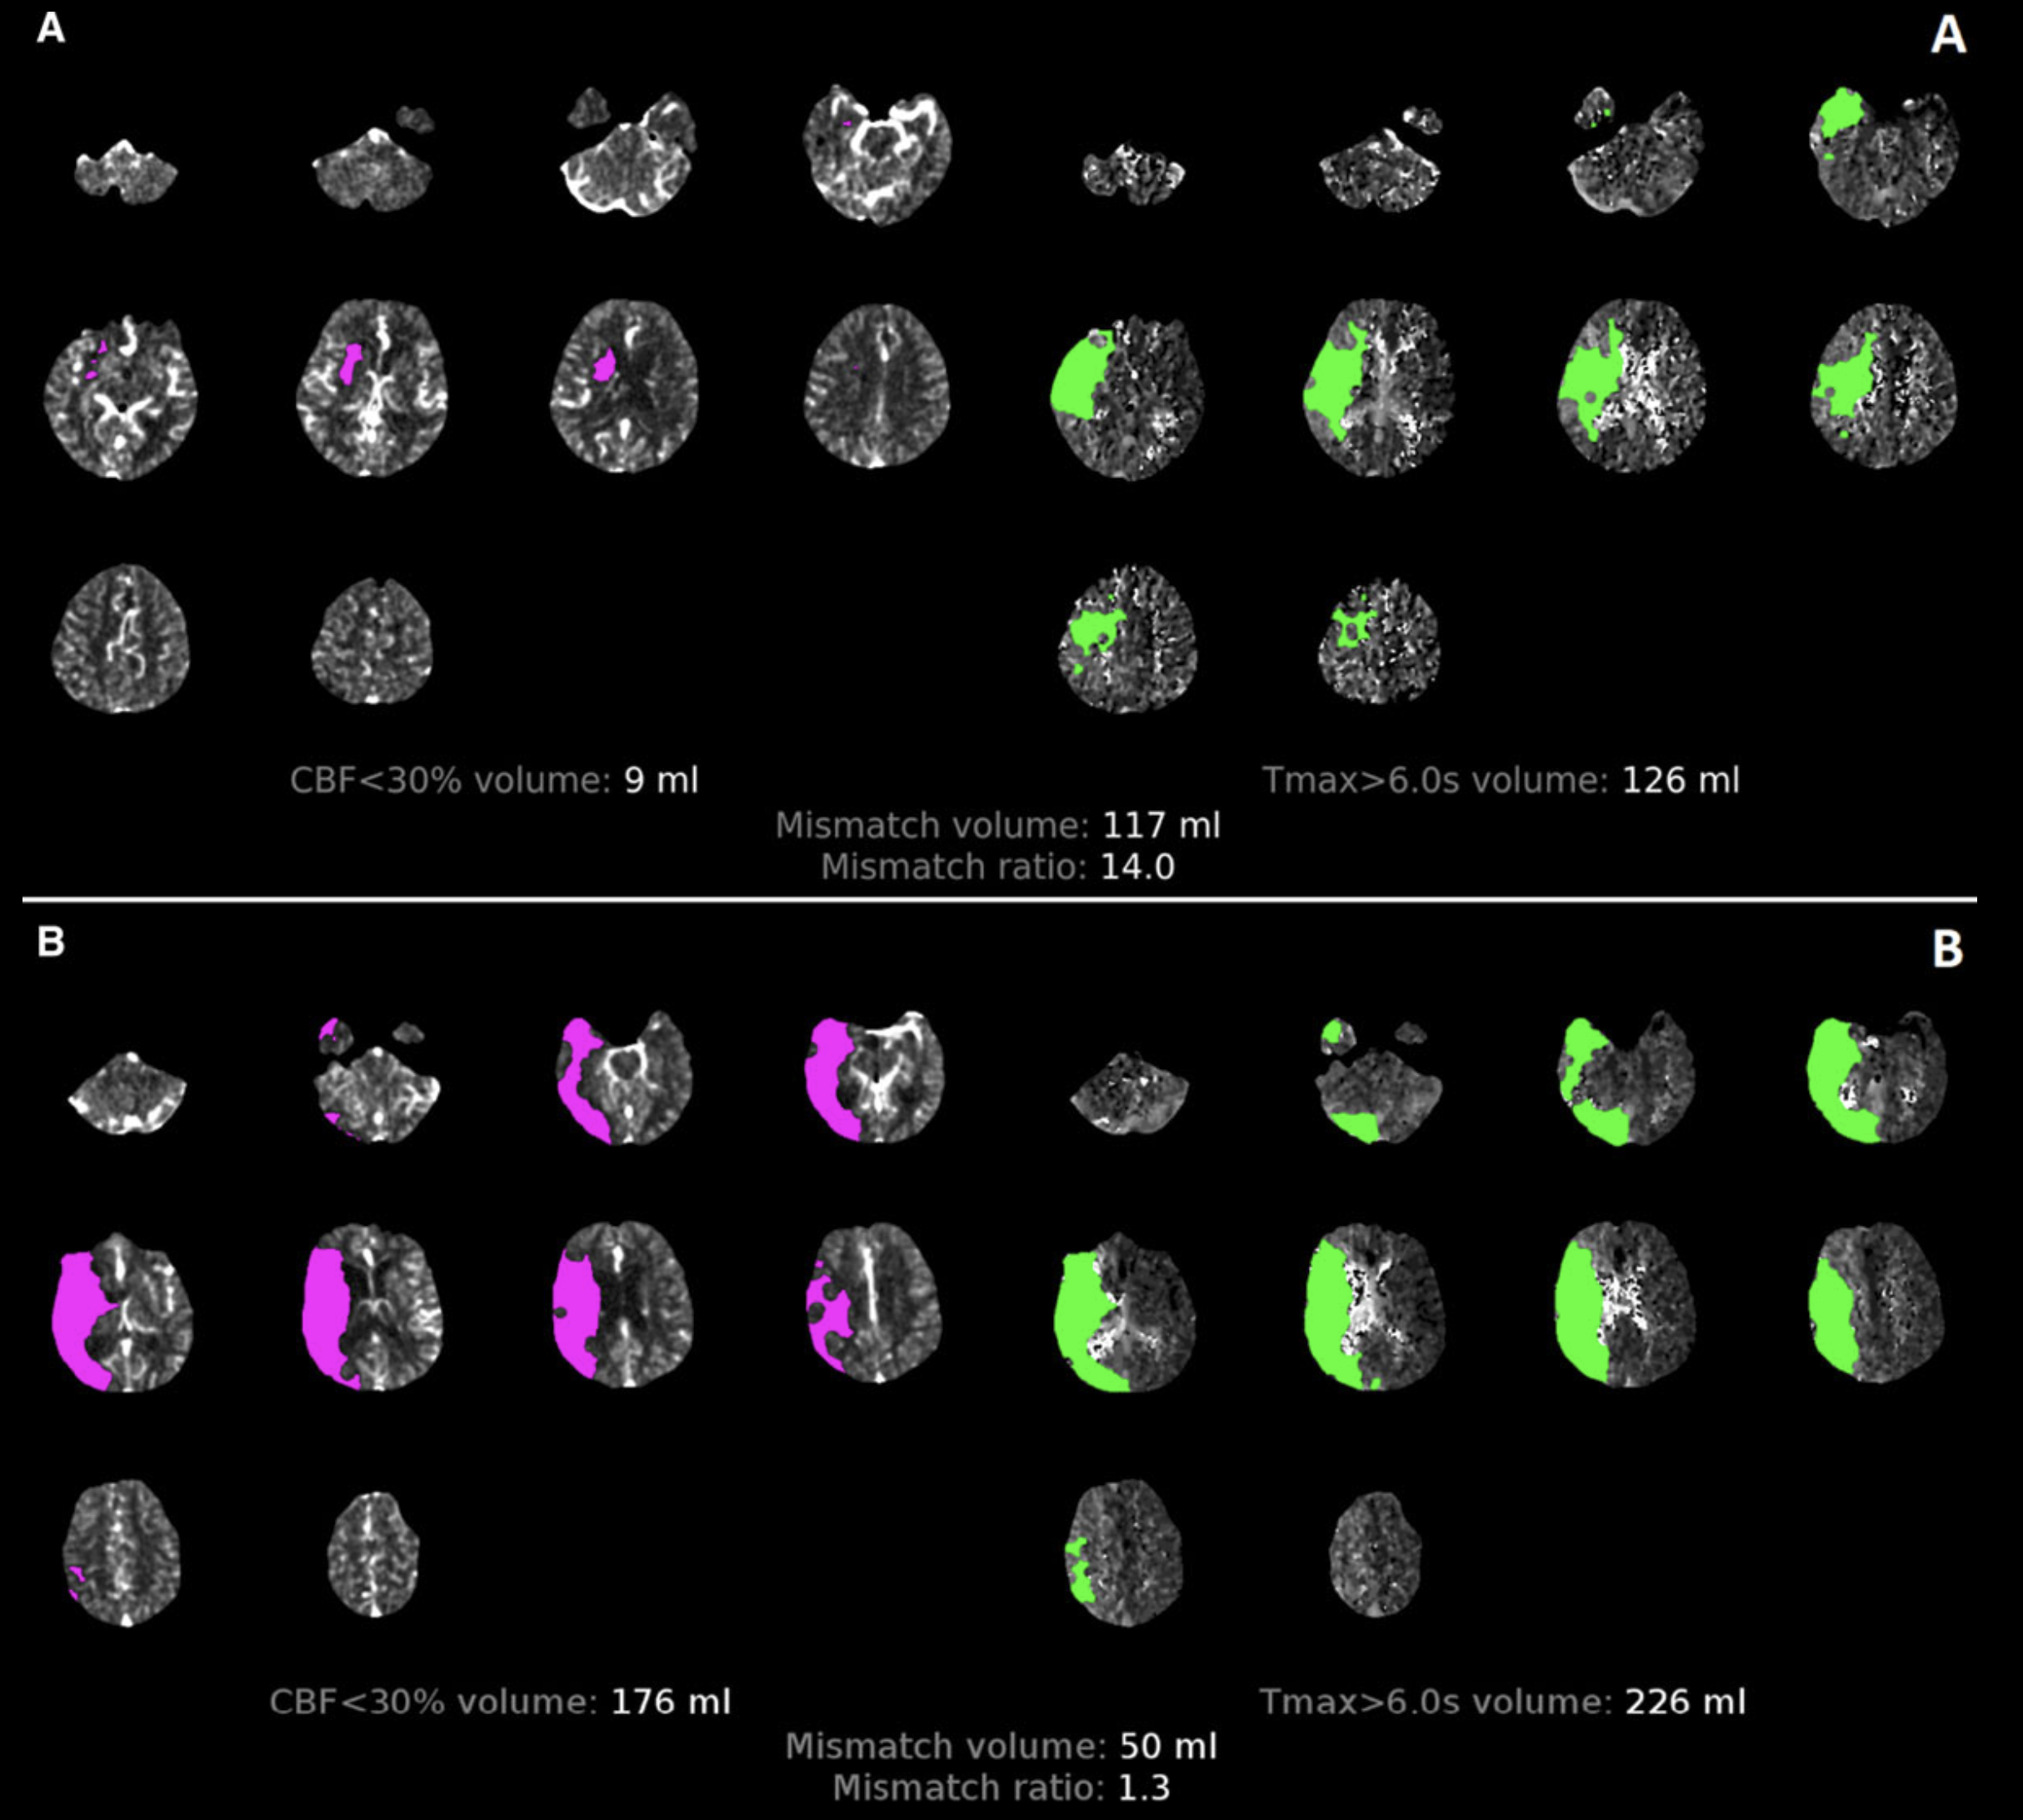 A A
CBF<30% volume: 9 ml Tmax>6.0s volume: 126 ml
Mismatch volume: 117 ml
Mismatch ratio: 14.0
B B
CBF<30% volume: 176 ml Tmax>6.0s volume: 226 ml
Mismatch volume: 50 ml
Mismatch ratio: 1.3